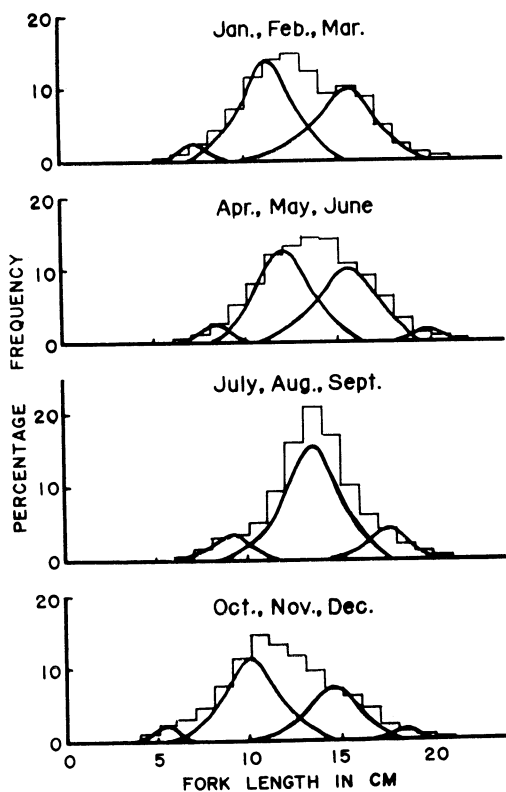 Jan., Feb., Mar.
20
10
0
Apr., May, June
20
10
0
July, Aug., Sept.
20
10
0
Oct., Nov., Dec.
20
10
0
0 5 10 15 20
FORK LENGTH IN CM
PERCENTAGE FREQUENCY